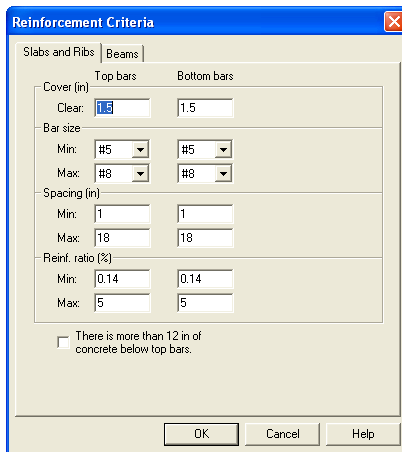 Reinforcement Criteria
Slabs and Ribs Beams
Top bars Bottom bars
Cover (in)
Clear: 1.5 1.5
Bar size
Min: #5 #5
Max: #8 #8
Spacing (in)
Min: 1 1
Max: 18 18
Reinf. ratio (%)
Min: 0.14 0.14
Max: 5 5
There is more than 12 in of
concrete below top bars.
OK Cancel Help